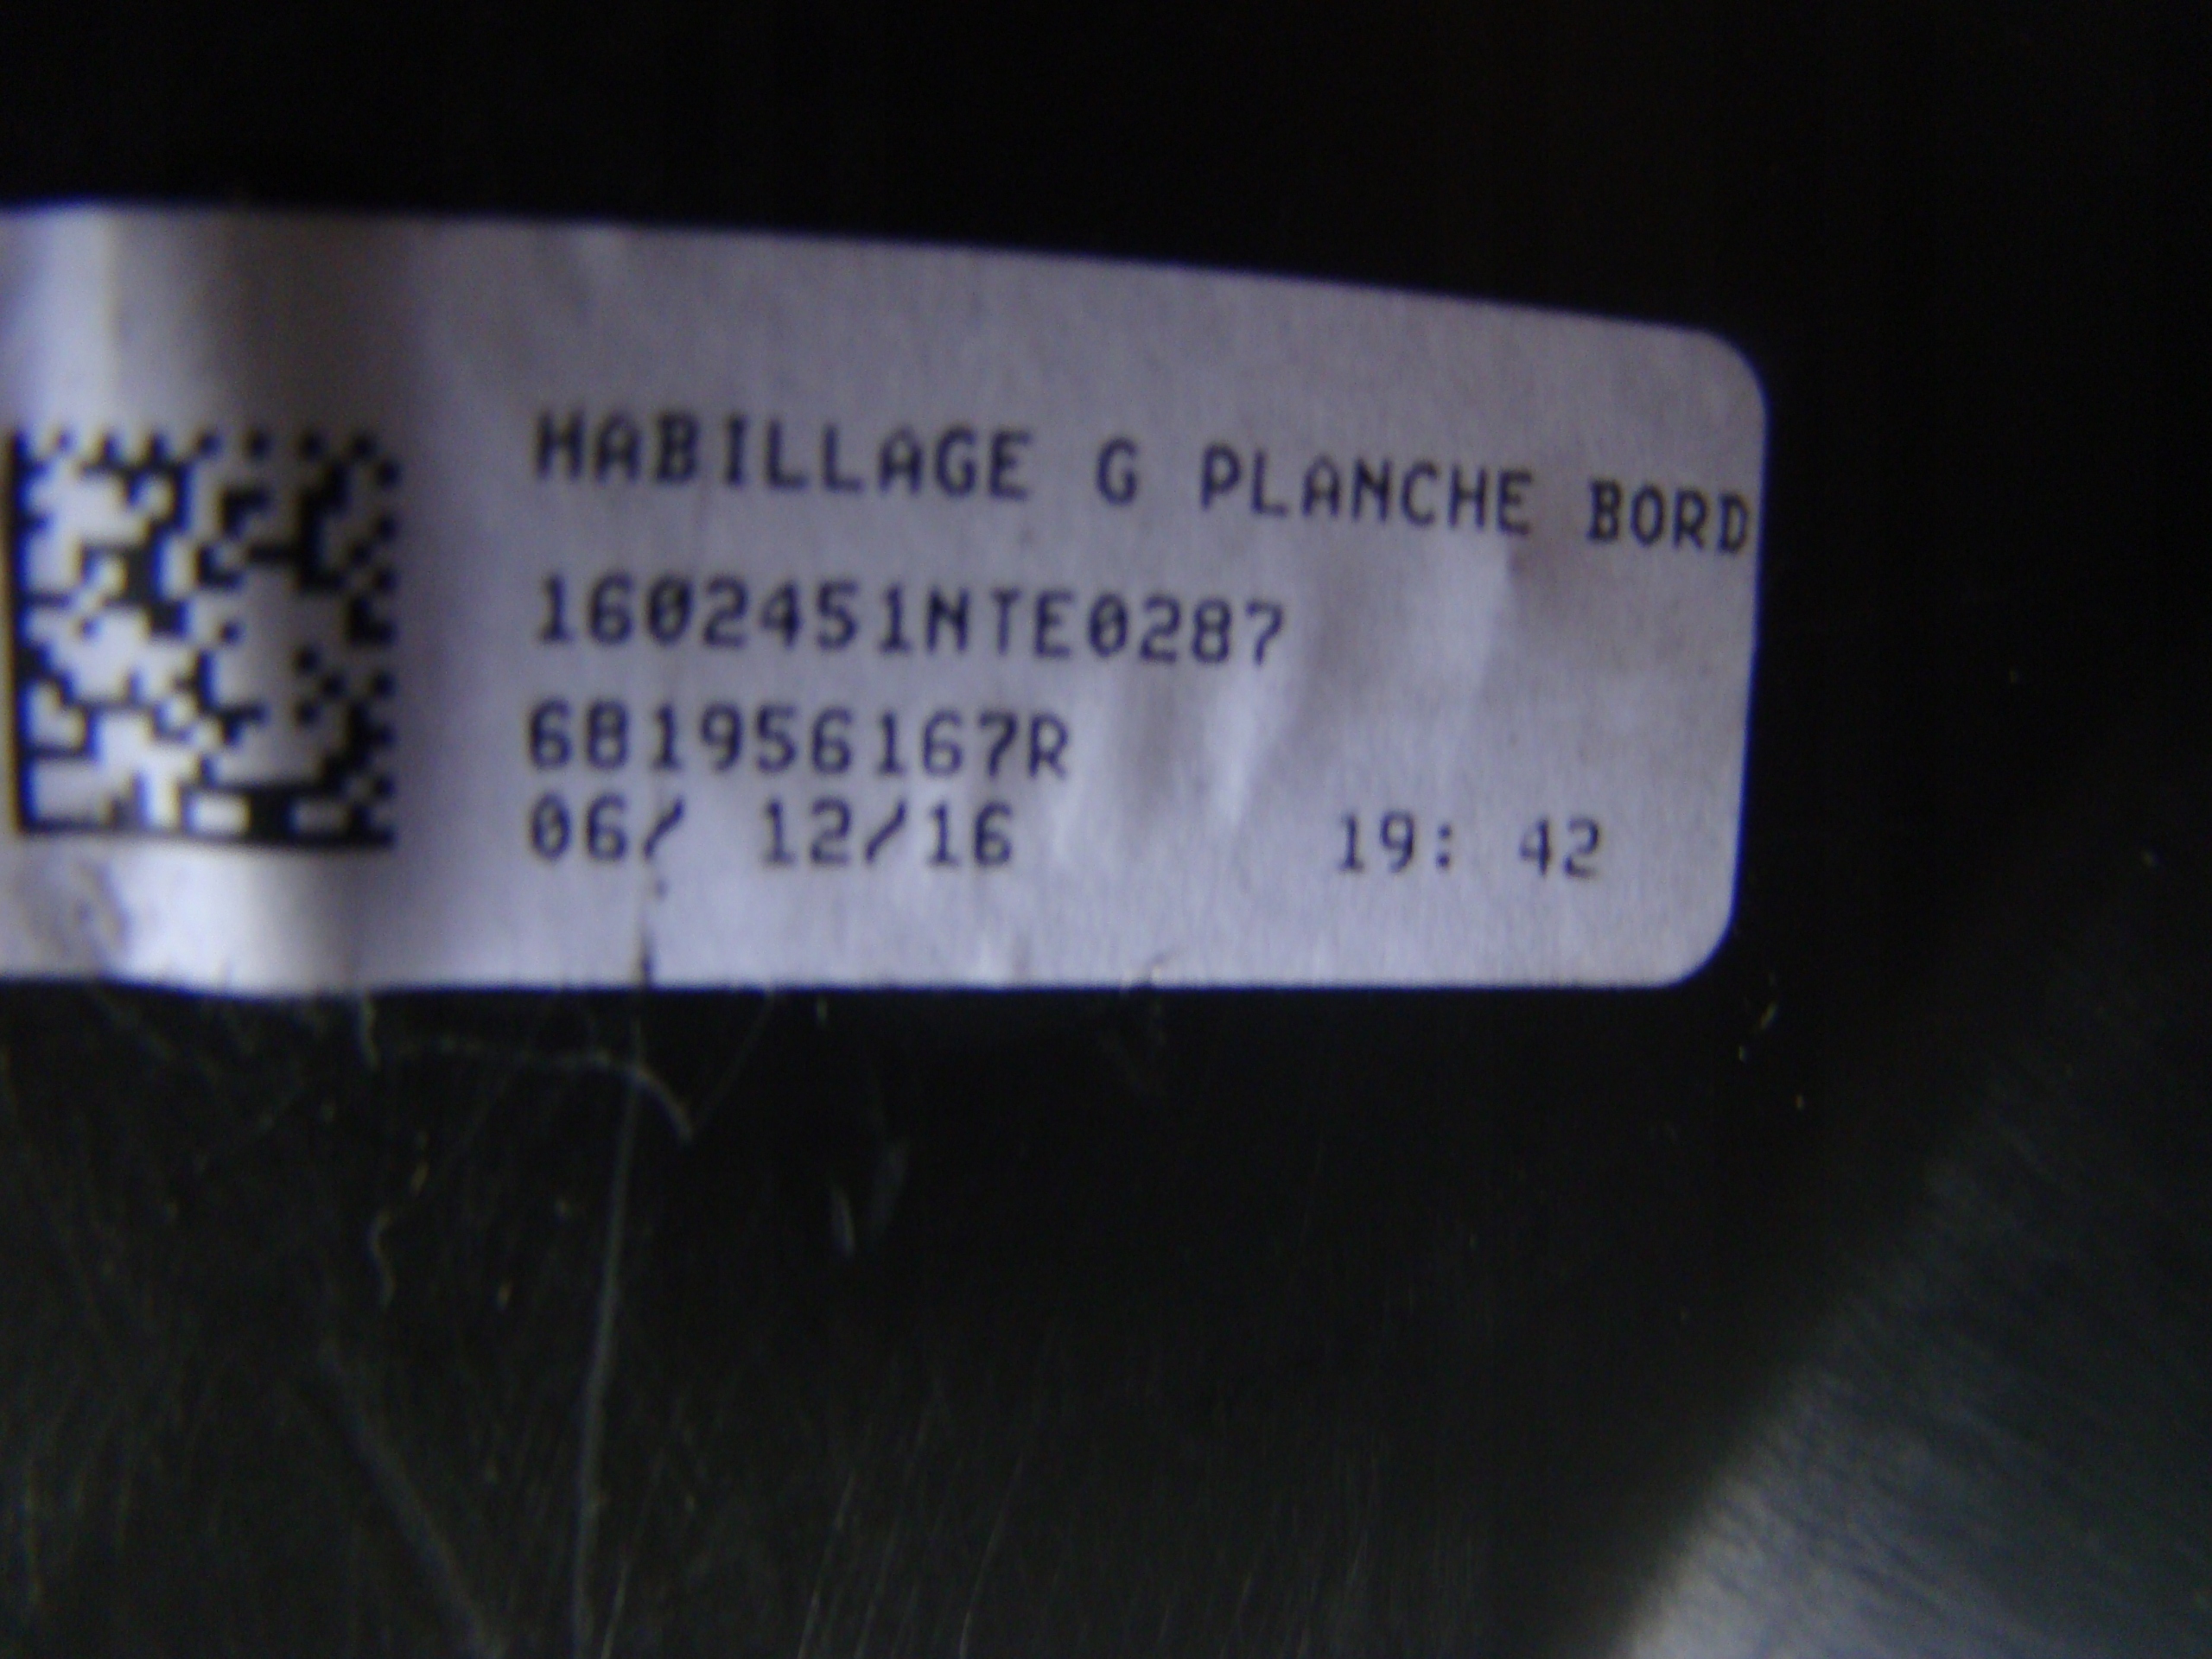 HABILLAGE G PLANCHE BORD
1602451NTE0287
681956167R
06/ 12/16 19: 42